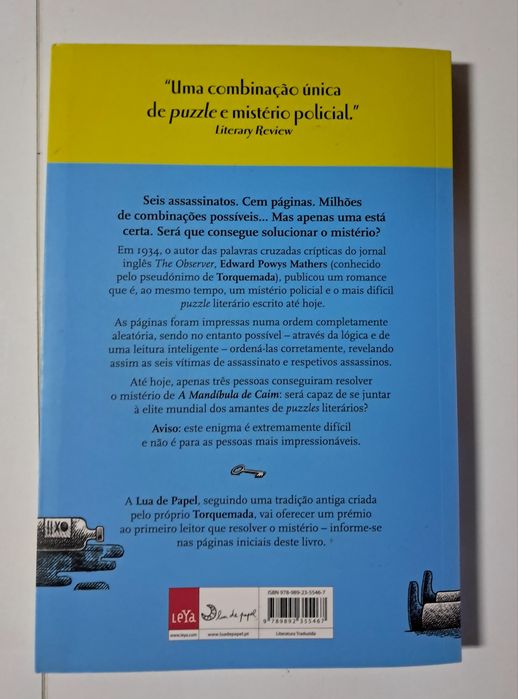 “Uma combinação única
de puzzle e mistério policial.”
Literary Review
Seis assassinatos. Cem páginas. Milhões
de combinações possíveis... Mas apenas uma está
certa. Será que consegue solucionar o mistério?
Em 1934, o autor das palavras cruzadas crípticas do jornal
inglês The Observer, Edward Powys Mathers (conhecido
pelo pseudónimo de Torquemada), publicou um romance
que é, ao mesmo tempo, um mistério policial e o mais difícil
puzzle literário escrito até hoje.
As páginas foram impressas numa ordem completamente
aleatória, sendo no entanto possível – através da lógica e de
uma leitura inteligente – ordená-las corretamente, revelando
assim as seis vítimas de assassinato e respetivos assassinos.
Até hoje, apenas três pessoas conseguiram resolver
o mistério de A Mandíbula de Caim: será capaz de se juntar
à elite mundial dos amantes de puzzles literários?
Aviso: este enigma é extremamente difícil
e não é para as pessoas mais impressionáveis.
A Lua de Papel, seguindo uma tradição antiga criada
pelo próprio Torquemada, vai oferecer um prémio
ao primeiro leitor que resolver o mistério – informe-se
nas páginas iniciais deste livro.
ISBN 978-989-23-5546-7
LeYa
lua de papel
9 789892 355467
www.leya.com
www.luadepapel.pt
Literatura Traduzida